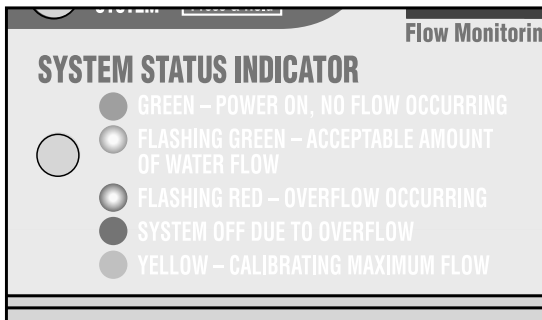 SYSTEM
Flow Monitorin
SYSTEM STATUS INDICATOR
GREEN – POWER ON, NO FLOW OCCURRING
FLASHING GREEN – ACCEPTABLE AMOUNT
OF WATER FLOW
FLASHING RED – OVERFLOW OCCURRING
SYSTEM OFF DUE TO OVERFLOW
YELLOW – CALIBRATING MAXIMUM FLOW